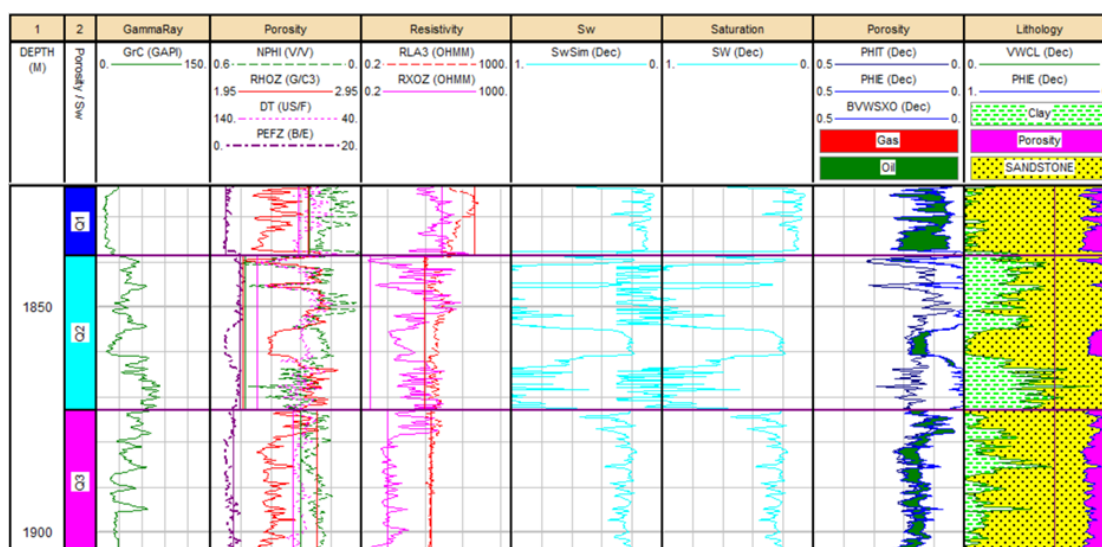 1 2 GammaRay Porosity Resistivity Sw Saturation Porosity Lithology
DEPTH (M)
Porosity / Sw
GrC (GAPI)
0. 150.
NPHI (V/V)
0.6 0.
RHOZ (G/C3)
1.95 2.95
DT (US/F)
140. 40.
PEFZ (B/E)
0. 20.
RLA3 (OHMM)
0.2 1000.
RXOZ (OHMM)
0.2 1000.
SwSim (Dec)
1. 0.
SW (Dec)
1. 0.
PHIT (Dec)
0.5 0.
PHIE (Dec)
0.5 0.
BVWSXO (Dec)
0.5 0.
Gas
Oil
VWCL (Dec)
0.
PHIE (Dec)
1.
Clay
Porosity
SANDSTONE
Q1
1850
Q2
Q3
1900